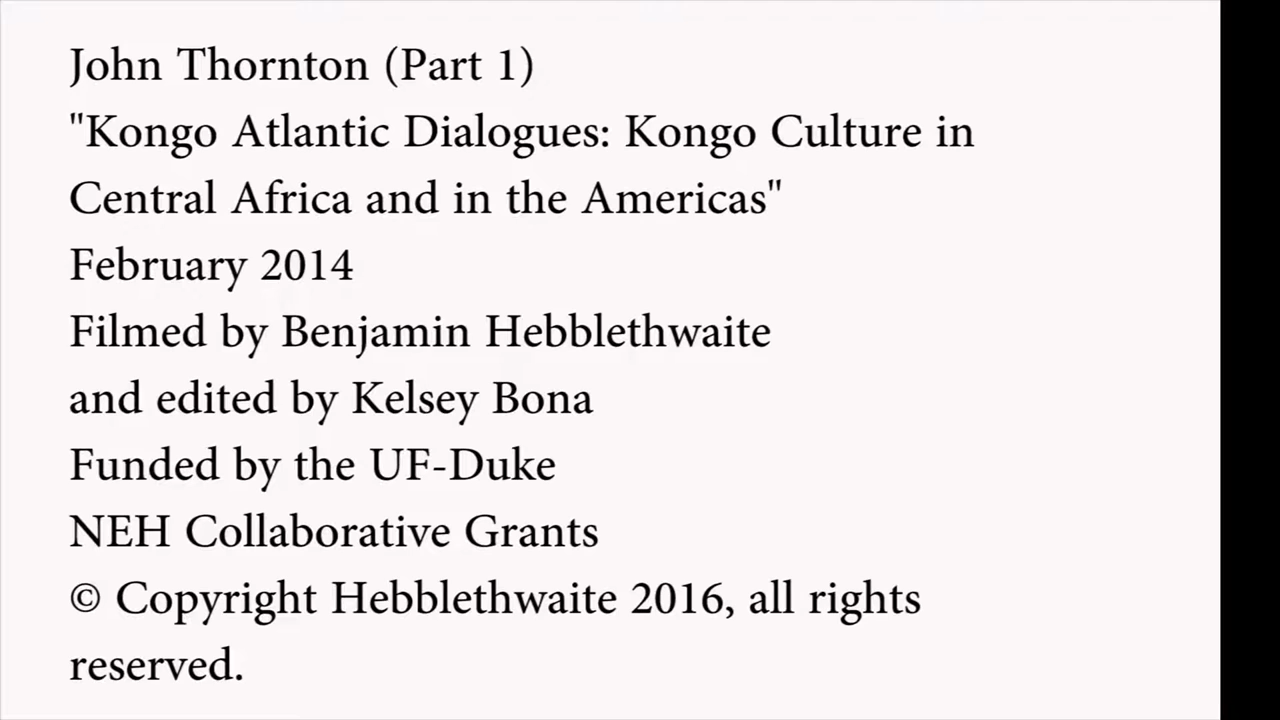 John Thornton (Part 1)
"Kongo Atlantic Dialogues: Kongo Culture in
Central Africa and in the Americas"
February 2014
Filmed by Benjamin Hebblethwaite
and edited by Kelsey Bona
Funded by the UF-Duke
NEH Collaborative Grants
© Copyright Hebblethwaite 2016, all rights
reserved.